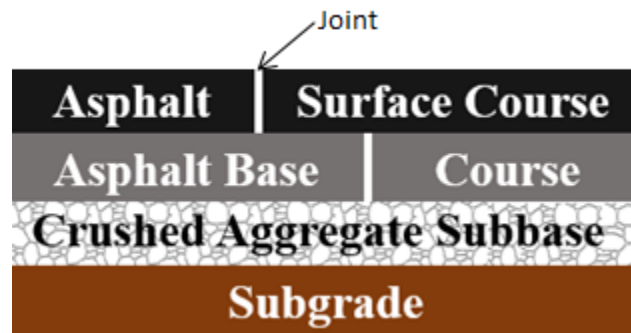 Joint
Asphalt Surface Course
Asphalt Base Course
Crushed Aggregate Subbase
Subgrade